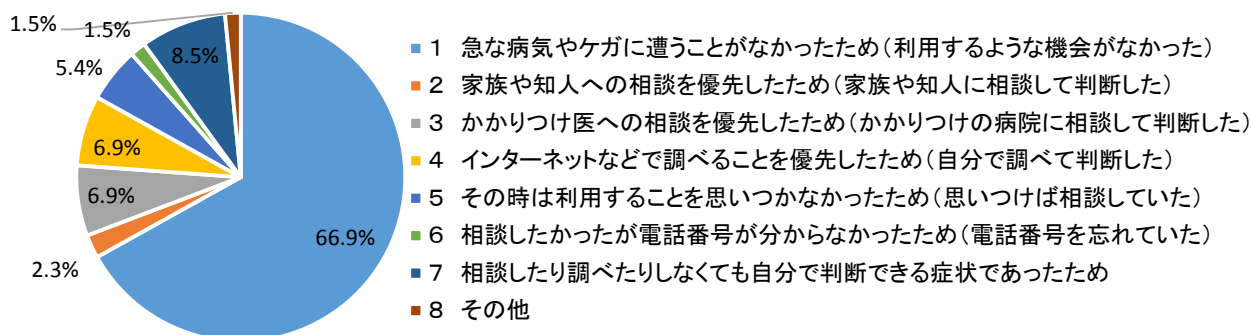 1.5%
1.5%
8.5%
5.4%
6.9%
6.9%
2.3%
66.9%
1 急な病気やケガに遭うことがなかったため(利用するような機会がなかった)
2 家族や知人への相談を優先したため(家族や知人に相談して判断した)
3 かかりつけ医への相談を優先したため(かかりつけの病院に相談して判断した)
4 インターネットなどで調べることを優先したため(自分で調べて判断した)
5 その時は利用することを思いつかなかったため(思いつけば相談していた)
6 相談したかったが電話番号が分からなかったため(電話番号を忘れていた)
7 相談したり調べたりしなくても自分で判断できる症状であったため
8 その他